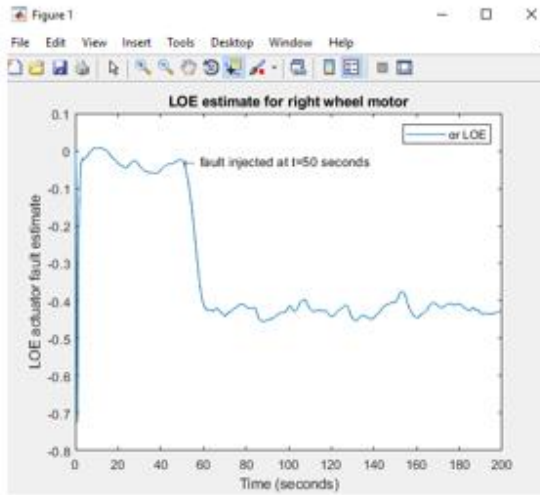 Figure 1
File Edit View Insert Tools Desktop Window Help
LOE estimate for right wheel motor
αr LOE
fault injected at t=50 seconds
LOE actuator fault estimate
0.1
0
-0.1
-0.2
-0.3
-0.4
-0.5
-0.6
-0.7
-0.8
0 20 40 60 80 100 120 140 160 180 200
Time (seconds)